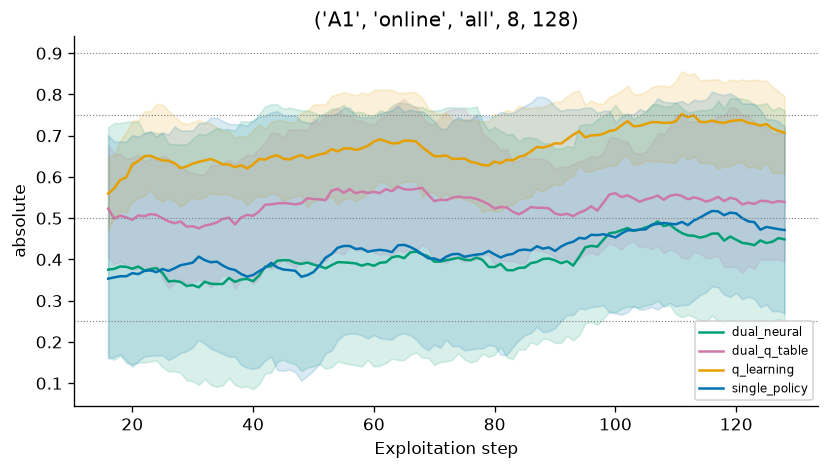 ('A1', 'online', 'all', 8, 128)
absolute
0.9
0.8
0.7
0.6
0.5
0.4
0.3
0.2
0.1
dual_neural
dual_q_table
q_learning
single_policy
20
40
60
80
100
120
Exploitation step